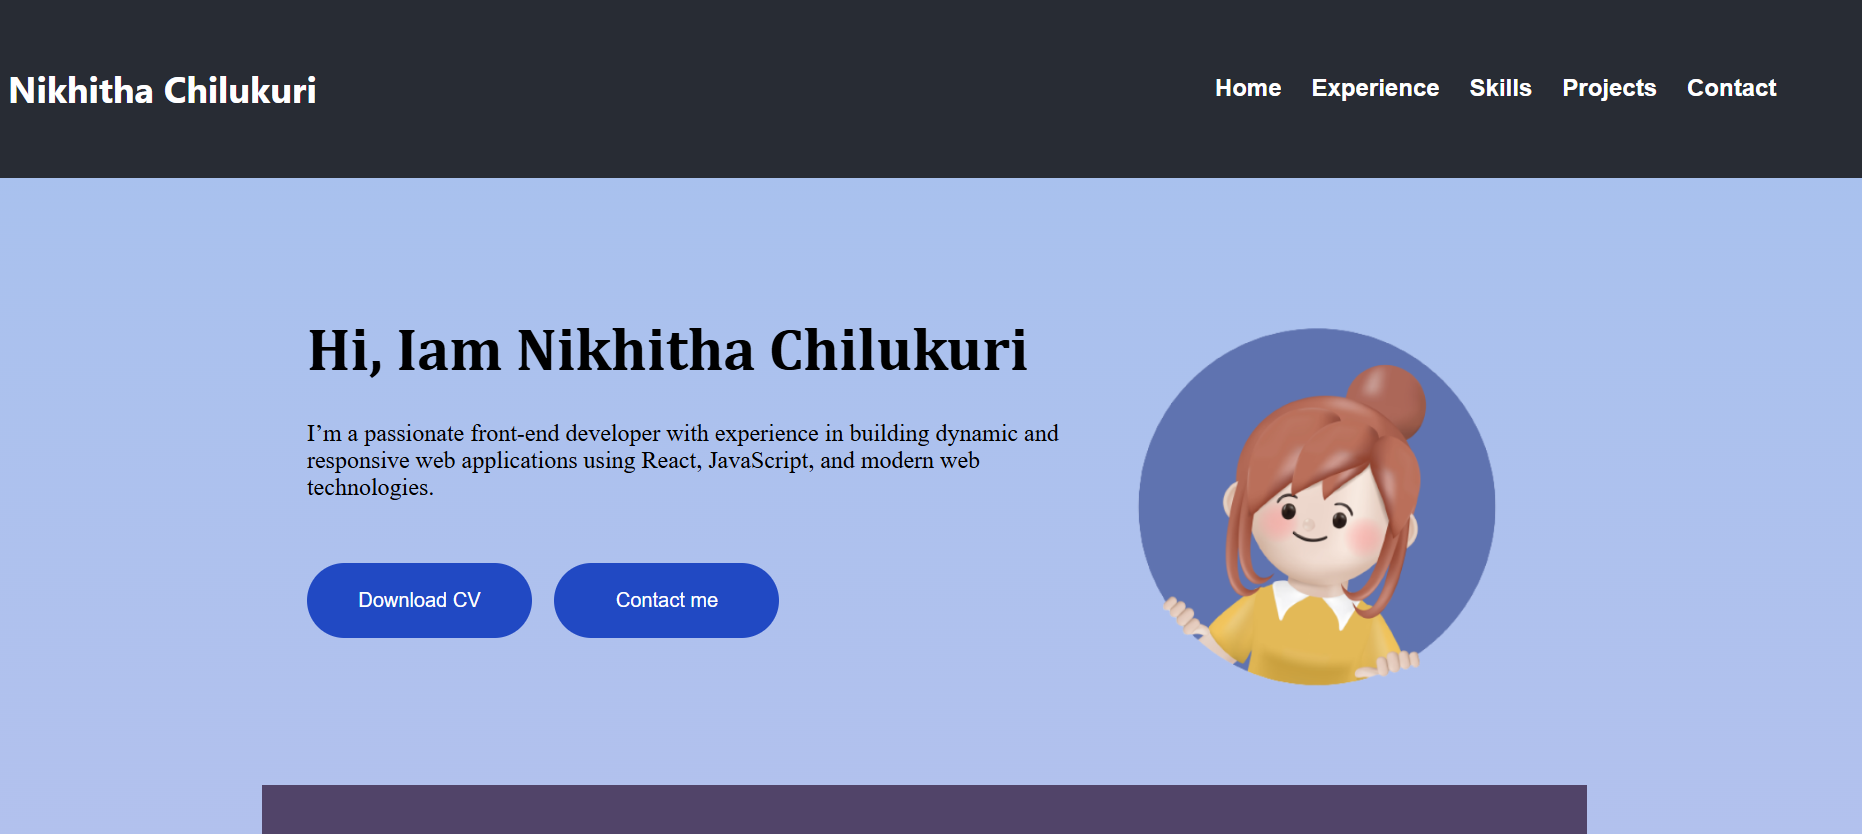 Nikhitha Chilukuri
Home Experience Skills Projects Contact
Hi, Iam Nikhitha Chilukuri
I’m a passionate front-end developer with experience in building dynamic and
responsive web applications using React, JavaScript, and modern web
technologies.
Download CV
Contact me